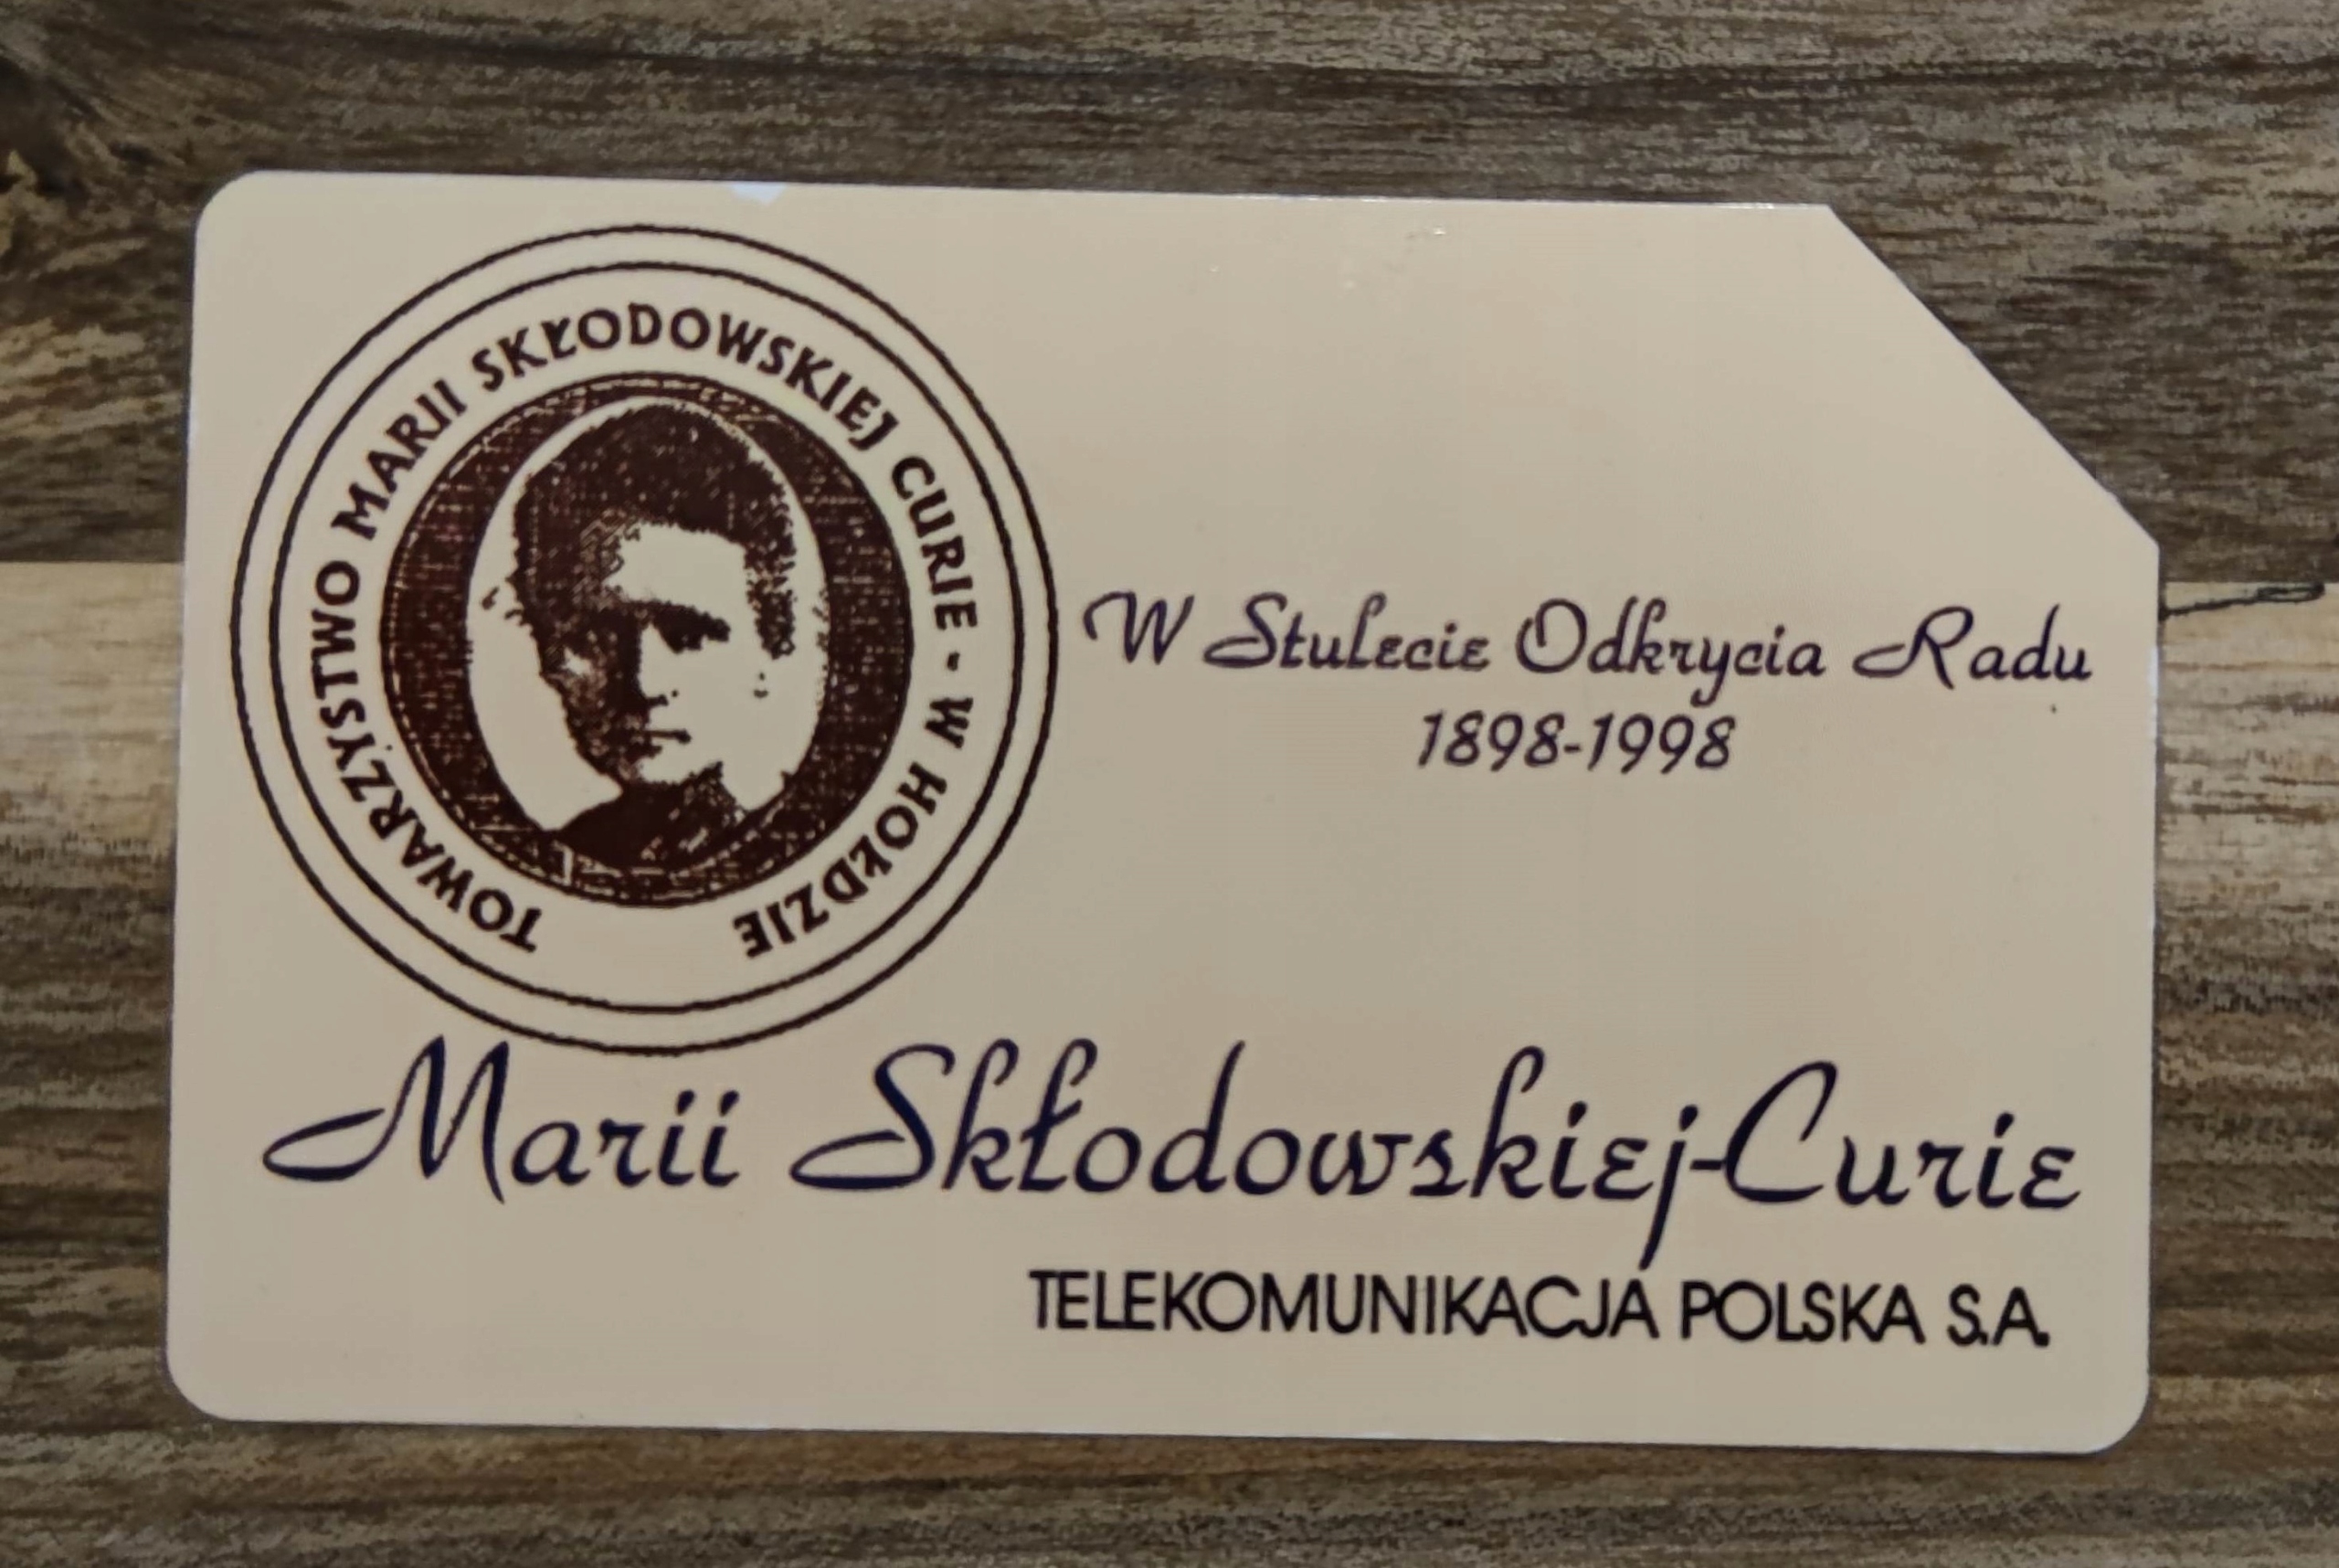 TOWARZYSTWO MARII SKŁODOWSKIEJ CURIE - W HOŁDZIE
W Stulecie Odkrycia Radu
1898-1998
Marii Skłodowskiej-Curie
TELEKOMUNIKACJA POLSKA S.A.